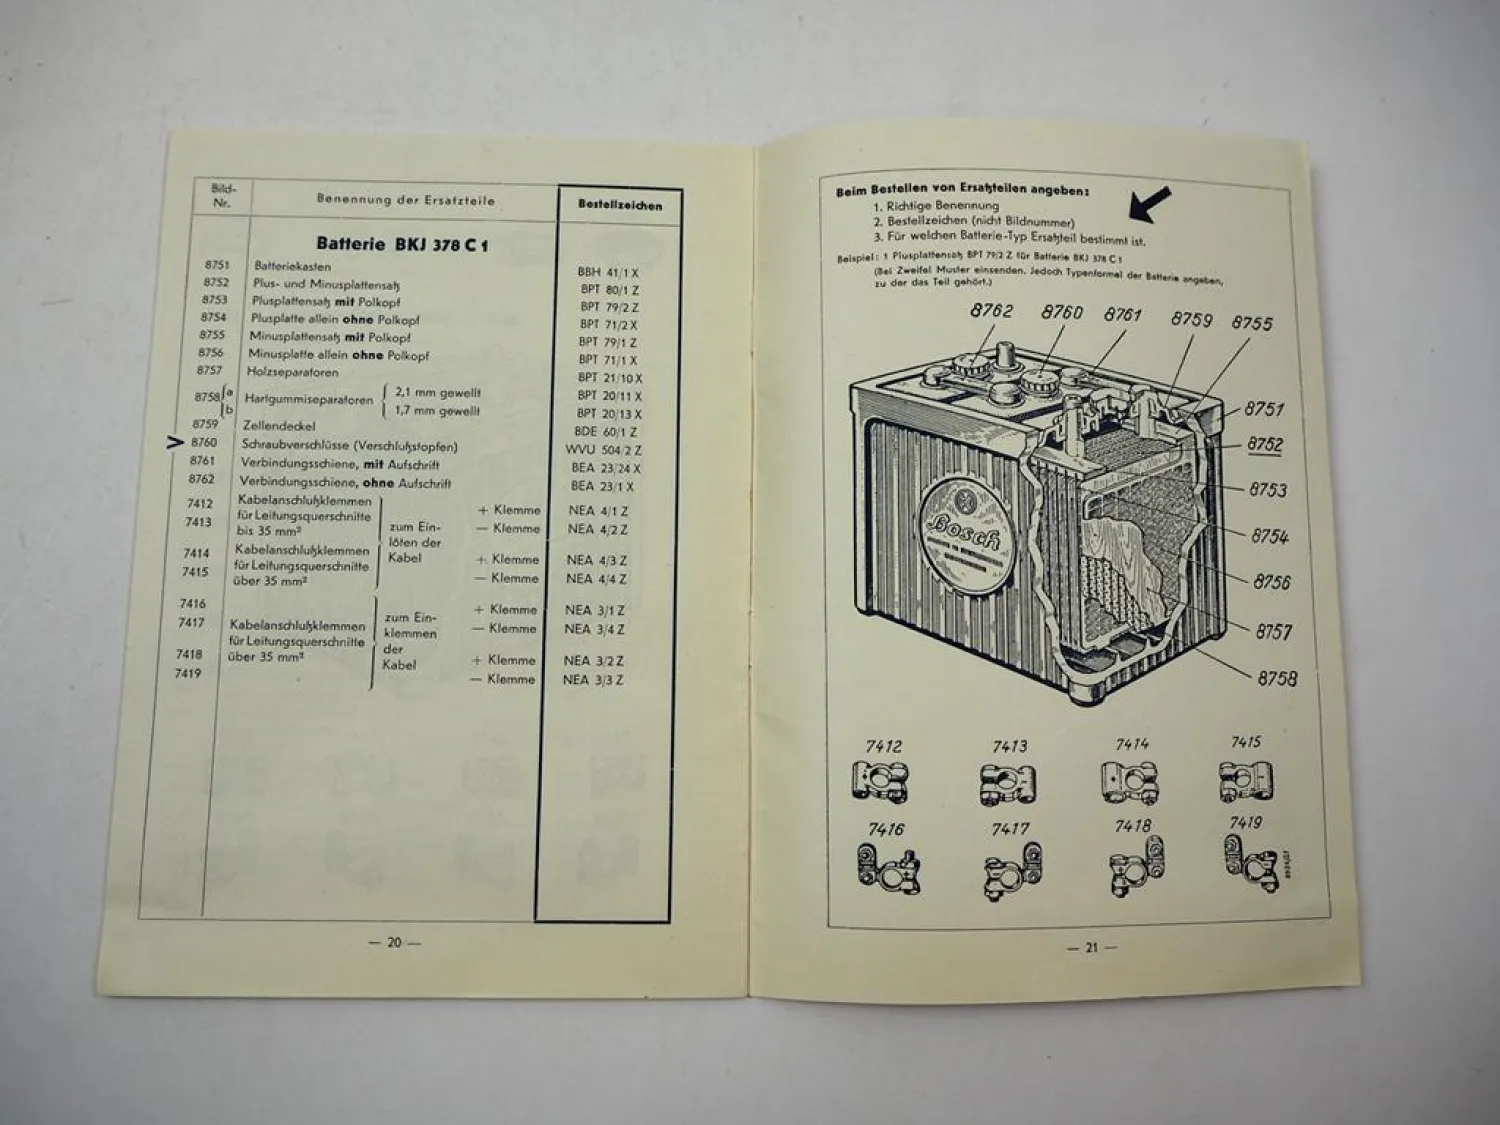 Bild-
Nr.
Benennung der Ersatzteile
Bestellzeichen
Batterie BKJ 378 C 1
8751 Batteriekasten BBH 41/1 X
8752 Plus- und Minusplattensatz BPT 80/1 Z
8753 Plusplattensatz mit Polkopf BPT 79/2 Z
8754 Plusplatte allein ohne Polkopf BPT 71/2 X
8755 Minusplattensatz mit Polkopf BPT 79/1 Z
8756 Minusplatte allein ohne Polkopf BPT 71/1 X
8757 Holzseparatoren BPT 21/10 X
8758 { a Hartgummiseparatoren { 2,1 mm gewellt BPT 20/11 X
b 1,7 mm gewellt BPT 20/13 X
8759 Zellendeckel BDE 60/1 Z
> 8760 Schraubverschlüsse (Verschlußstopfen) WVU 504/2 Z
8761 Verbindungsschiene, mit Aufschrift BEA 23/24 X
8762 Verbindungsschiene, ohne Aufschrift BEA 23/1 X
7412 Kabelanschlußklemmen + Klemme NEA 4/1 Z
7413 für Leitungsquerschnitte zum Ein- — Klemme NEA 4/2 Z
bis 35 mm² löten der
7414 Kabelanschlußklemmen Kabel + Klemme NEA 4/3 Z
7415 für Leitungsquerschnitte — Klemme NEA 4/4 Z
über 35 mm²
7416 zum Ein- + Klemme NEA 3/1 Z
7417 Kabelanschlußklemmen klemmen — Klemme NEA 3/4 Z
für Leitungsquerschnitte der
7418 über 35 mm² Kabel + Klemme NEA 3/2 Z
7419 — Klemme NEA 3/3 Z
— 20 —
Beim Bestellen von Ersatzteilen angeben:
1. Richtige Benennung
2. Bestellzeichen (nicht Bildnummer)
3. Für welchen Batterie-Typ Ersatzteil bestimmt ist.
Beispiel: 1 Plusplattensatz BPT 79/2 Z für Batterie BKJ 378 C 1
(Bei Zweifel Muster einsenden. Jedoch Typenformel der Batterie angeben,
zu der das Teil gehört.)
8762 8760 8761 8759 8755
8751
8752
8753
8754
8756
8757
8758
Bosch
7412 7413 7414 7415
7416 7417 7418 7419
— 21 —